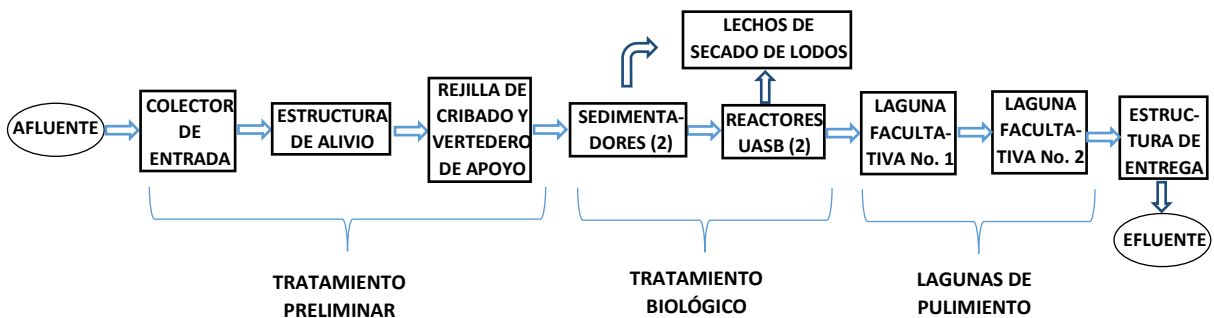 LECHOS DE
SECADO DE LODOS
AFLUENTE
COLECTOR
DE
ENTRADA
ESTRUCTURA
DE ALIVIO
REJILLA DE
CRIBADO Y
VERTEDERO
DE APOYO
SEDIMENTA-
DORES (2)
REACTORES
UASB (2)
LAGUNA
FACULTA-
TIVA No. 1
LAGUNA
FACULTA-
TIVA No. 2
ESTRUC-
TURA DE
ENTREGA
EFLUENTE
TRATAMIENTO
PRELIMINAR
TRATAMIENTO
BIOLÓGICO
LAGUNAS DE
PULIMIENTO